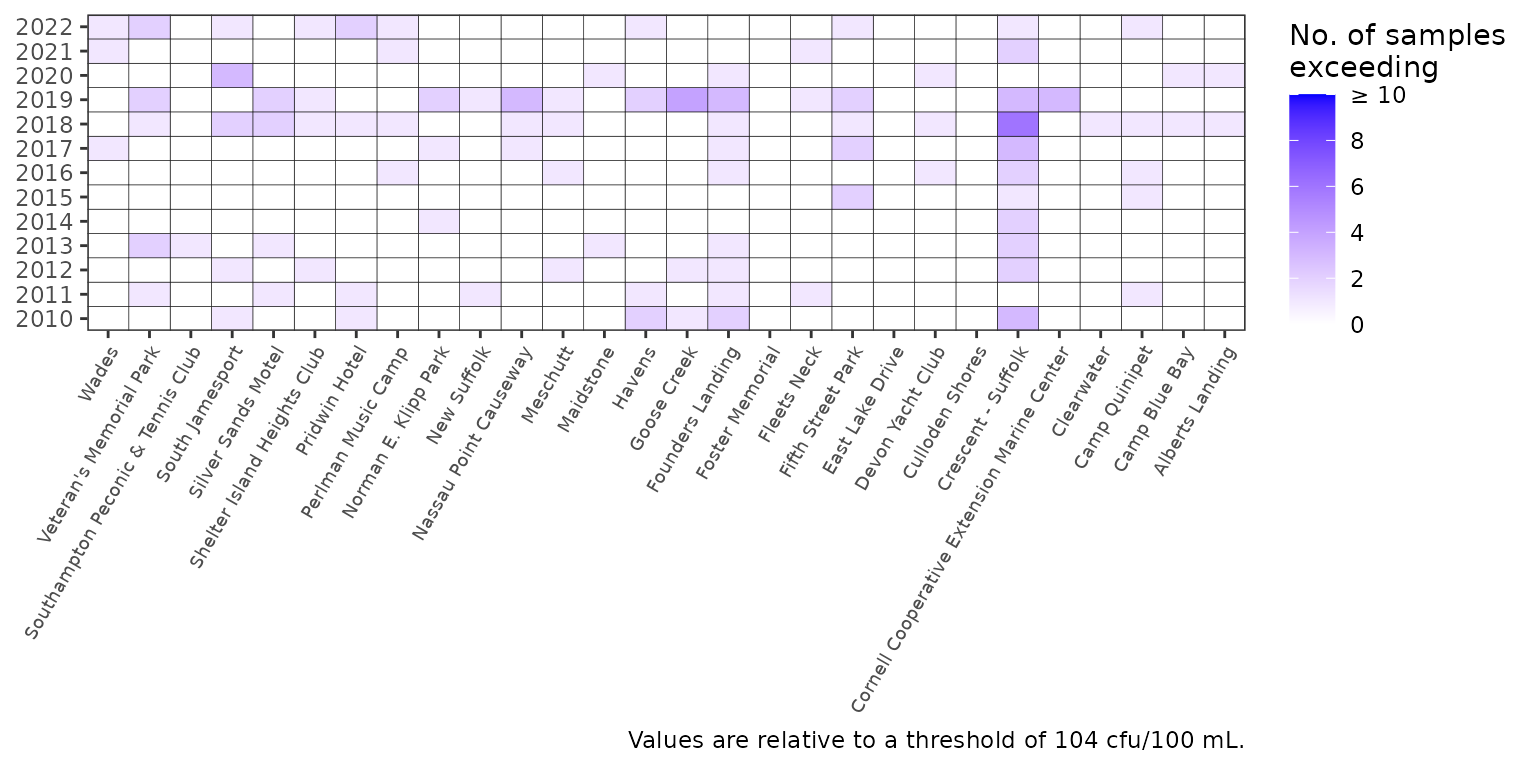 2022
2021
2020
2019
2018
2017
2016
2015
2014
2013
2012
2011
2010
Wades
Veteran's Memorial Park
Southampton Peconic & Tennis Club
South Jamesport
Silver Sands Motel
Shelter Island Heights Club
Pridwin Hotel
Perlman Music Camp
Norman E. Klipp Park
New Suffolk
Nassau Point Causeway
Meschutt
Maidstone
Havens
Goose Creek
Founders Landing
Foster Memorial
Fleets Neck
Fifth Street Park
East Lake Drive
Devon Yacht Club
Culloden Shores
Crescent - Suffolk
Cornell Cooperative Extension Marine Center
Clearwater
Camp Quinipet
Camp Blue Bay
Alberts Landing
No. of samples
exceeding
≥ 10
8
6
4
2
0
Values are relative to a threshold of 104 cfu/100 mL.